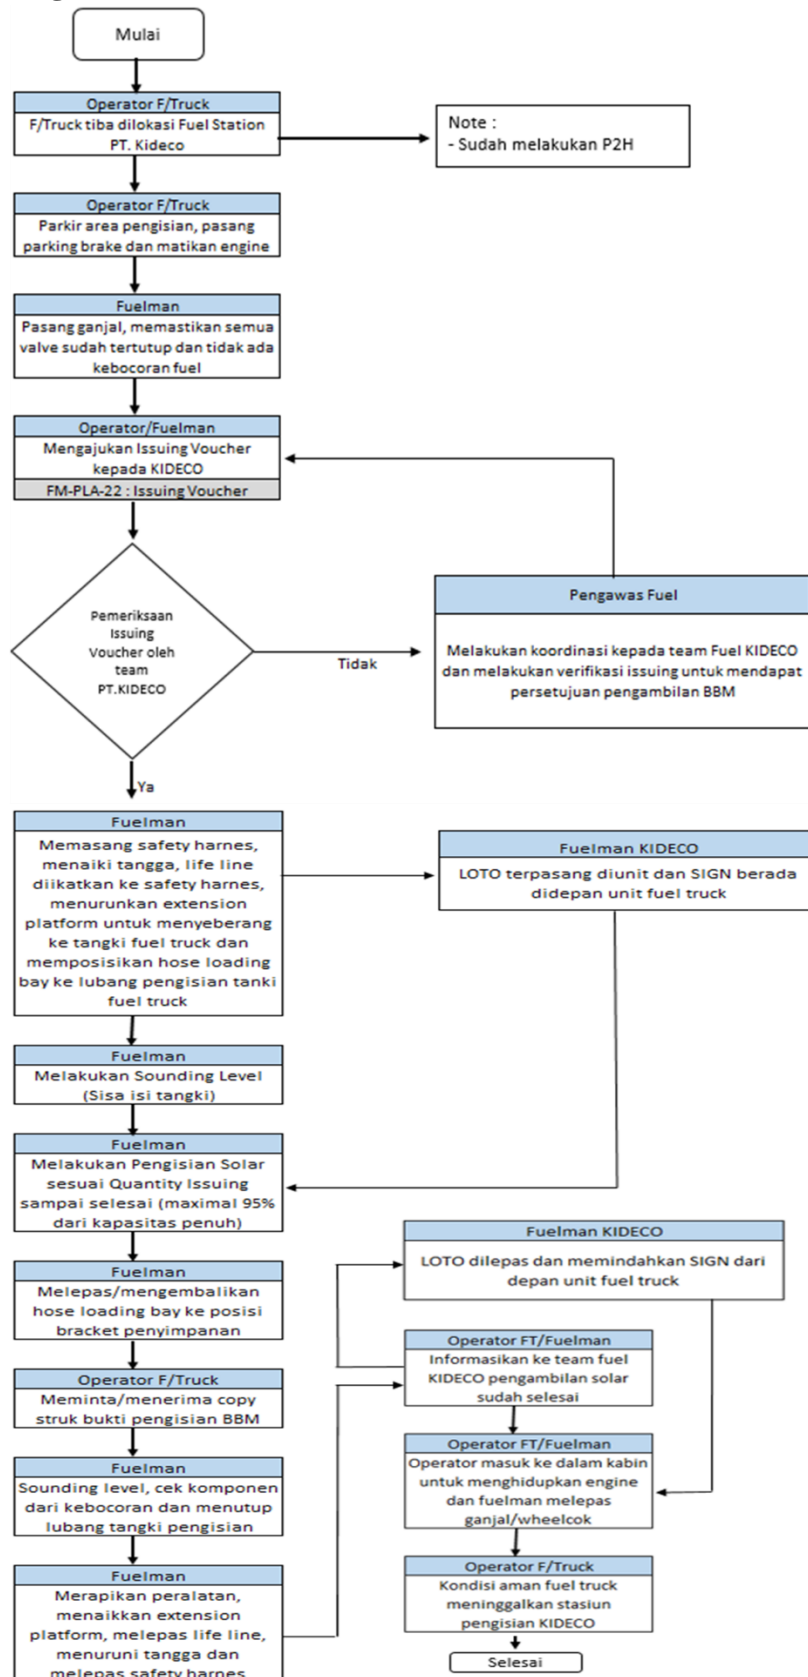 Mulai
Operator F/Truck
F/Truck tiba dilokasi Fuel Station
PT. Kideco
Note :
- Sudah melakukan P2H
Operator F/Truck
Parkir area pengisian, pasang
parking brake dan matikan engine
Fuelman
Pasang ganjal, memastikan semua
valve sudah tertutup dan tidak ada
kebocoran fuel
Operator/Fuelman
Mengajukan Issuing Voucher
kepada KIDECO
FM-PLA-22 : Issuing Voucher
Pemeriksaan
Issuing
Voucher oleh
team
PT.KIDECO
Tidak
Pengawas Fuel
Melakukan koordinasi kepada team Fuel KIDECO
dan melakukan verifikasi issuing untuk mendapat
persetujuan pengambilan BBM
Ya
Fuelman
Memasang safety harnes,
menaiki tangga, life line
diikatkan ke safety harnes,
menurunkan extension
platform untuk menyeberang
ke tangki fuel truck dan
memposisikan hose loading
bay ke lubang pengisian tanki
fuel truck
Fuelman KIDECO
LOTO terpasang diunit dan SIGN berada
didepan unit fuel truck
Fuelman
Melakukan Sounding Level
(Sisa isi tangki)
Fuelman
Melakukan Pengisian Solar
sesuai Quantity Issuing
sampai selesai (maximal 95%
dari kapasitas penuh)
Fuelman
Melepas/mengembalikan
hose loading bay ke posisi
bracket penyimpanan
Operator F/Truck
Meminta/menerima copy
struk bukti pengisian BBM
Fuelman
Sounding level, cek komponen
dari kebocoran dan menutup
lubang tangki pengisian
Fuelman
Merapikan peralatan,
menaikkan extension
platform, melepas life line,
menuruni tangga dan
melepas safety harnes
Fuelman KIDECO
LOTO dilepas dan memindahkan SIGN dari
depan unit fuel truck
Operator FT/Fuelman
Informasikan ke team fuel
KIDECO pengambilan solar
sudah selesai
Operator FT/Fuelman
Operator masuk ke dalam kabin
untuk menghidupkan engine
dan fuelman melepas
ganjal/wheelcok
Operator F/Truck
Kondisi aman fuel truck
meninggalkan stasiun
pengisian KIDECO
Selesai